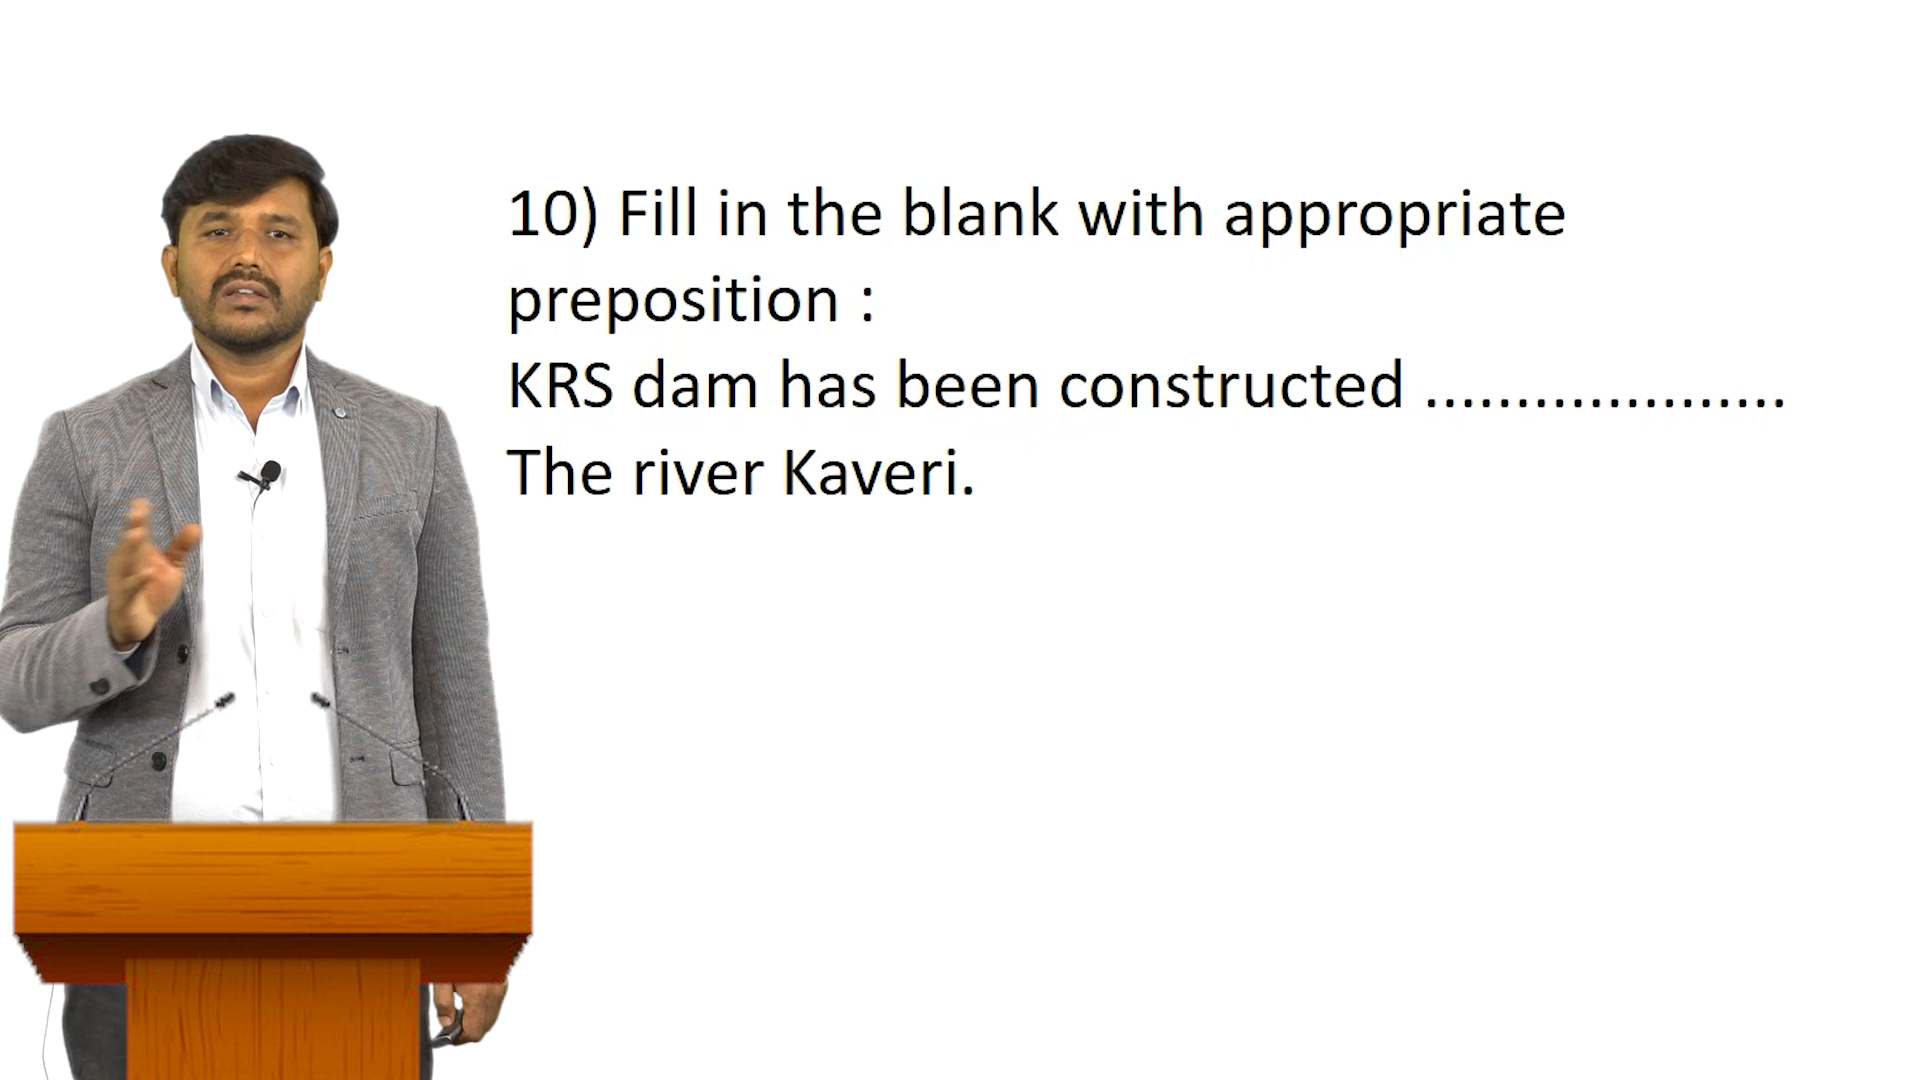 10) Fill in the blank with appropriate
preposition :
KRS dam has been constructed ....................
The river Kaveri.